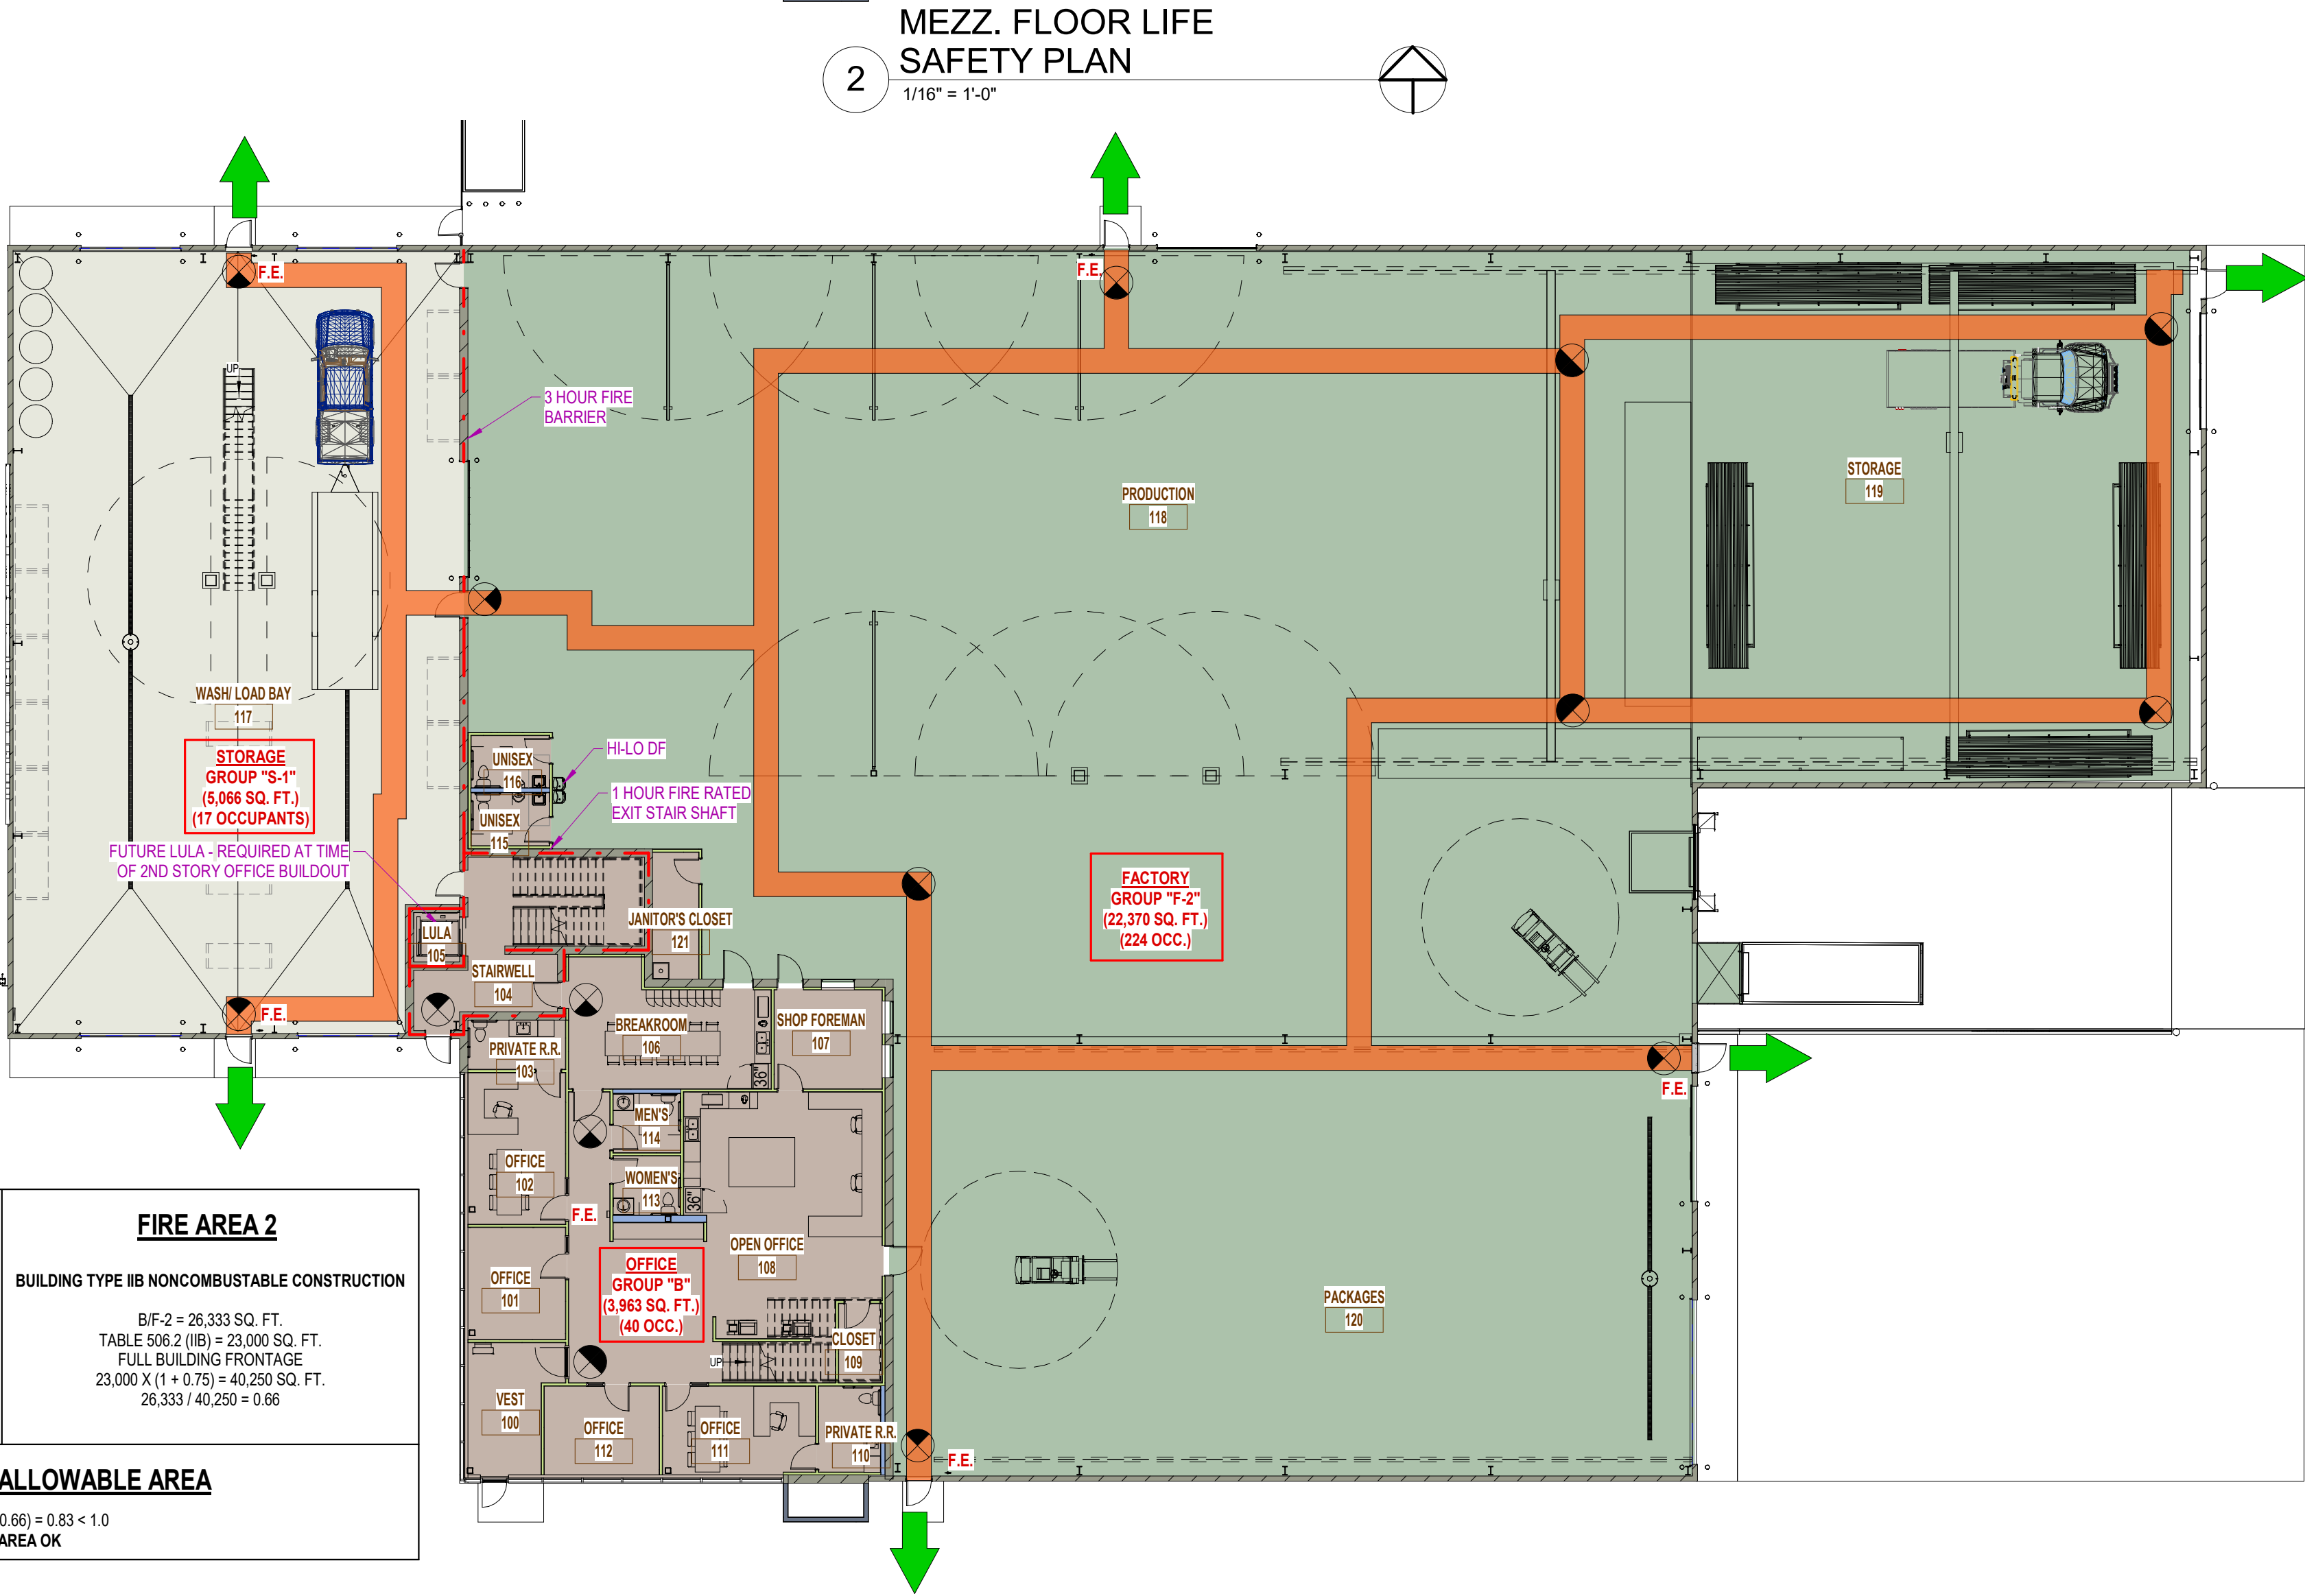 MEZZ. FLOOR LIFE
SAFETY PLAN
2
1/16" = 1'-0"
F.E.
F.E.
UP
3 HOUR FIRE
BARRIER
STORAGE
119
PRODUCTION
118
WASH/ LOAD BAY
117
STORAGE
GROUP "S-1"
(5,066 SQ. FT.)
(17 OCCUPANTS)
HI-LO DF
UNISEX
116
1 HOUR FIRE RATED
EXIT STAIR SHAFT
UNISEX
115
FUTURE LULA - REQUIRED AT TIME
OF 2ND STORY OFFICE BUILDOUT
FACTORY
GROUP "F-2"
(22,370 SQ. FT.)
(224 OCC.)
JANITOR'S CLOSET
121
LULA
105
STAIRWELL
104
F.E.
BREAKROOM
106
SHOP FOREMAN
107
PRIVATE R.R.
103
36"
F.E.
MEN'S
114
OFFICE
102
WOMEN'S
113
36"
F.E.
OPEN OFFICE
108
OFFICE
101
OFFICE
GROUP "B"
(3,963 SQ. FT.)
(40 OCC.)
PACKAGES
120
CLOSET
109
UP
VEST
100
OFFICE
112
OFFICE
111
PRIVATE R.R.
110
F.E.
FIRE AREA 2
BUILDING TYPE IIB NONCOMBUSTABLE CONSTRUCTION
B/F-2 = 26,333 SQ. FT.
TABLE 506.2 (IIB) = 23,000 SQ. FT.
FULL BUILDING FRONTAGE
23,000 X (1 + 0.75) = 40,250 SQ. FT.
26,333 / 40,250 = 0.66
ALLOWABLE AREA
0.66) = 0.83 < 1.0
AREA OK